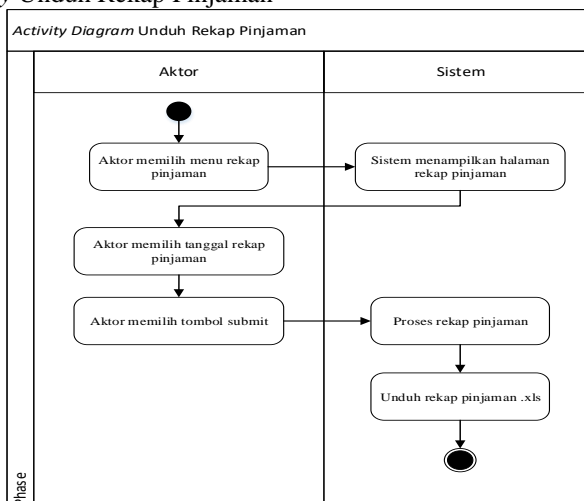 y Unduh Rekap Pinjaman
Activity Diagram Unduh Rekap Pinjaman
Aktor
Sistem
Aktor memilih menu rekap
pinjaman
Sistem menampilkan halaman
rekap pinjaman
Aktor memilih tanggal rekap
pinjaman
Aktor memilih tombol submit
Proses rekap pinjaman
Unduh rekap pinjaman .xls
Phase